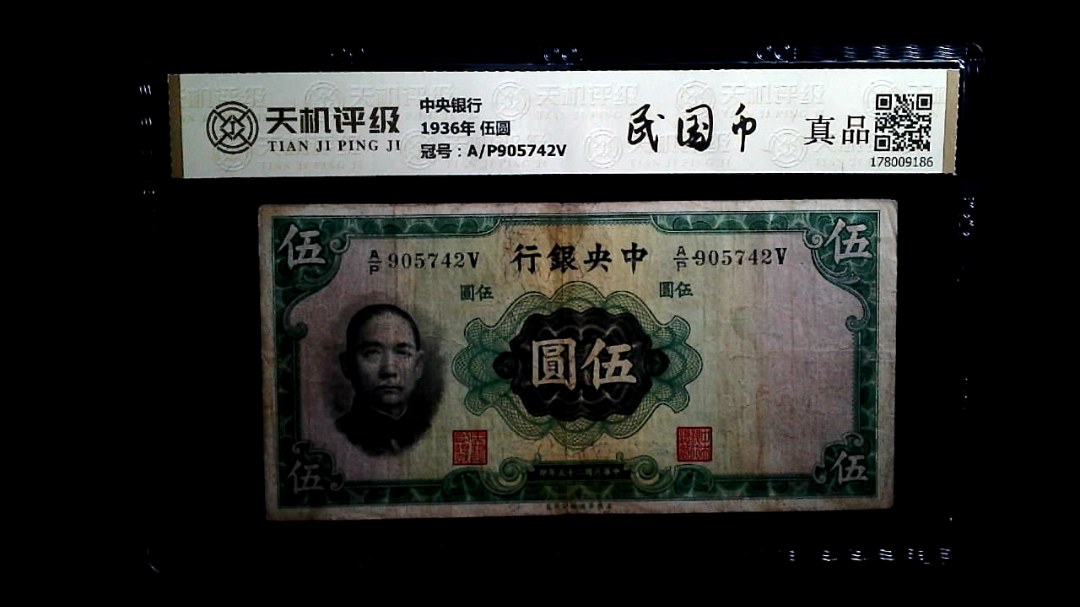 天机评级
TIAN JI PING JI
中央银行
1936年 伍圆
冠号：A/P905742V
民国币
真品
178009186
伍
伍
A/P 905742V
行銀央中
A/P 905742V
圓伍
圓伍
圓伍
伍
伍